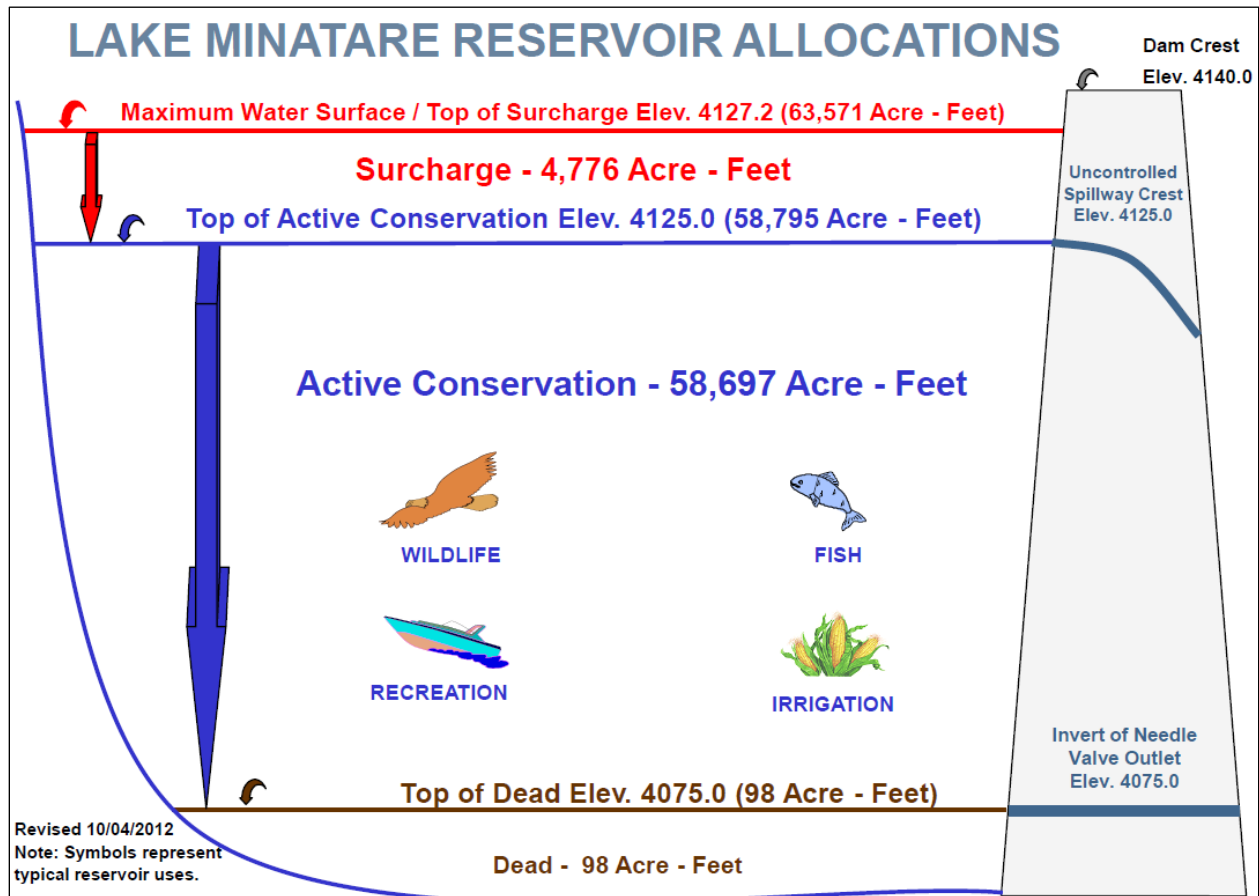 LAKE MINATARE RESERVOIR ALLOCATIONS
Dam Crest
Elev. 4140.0
Maximum Water Surface / Top of Surcharge Elev. 4127.2 (63,571 Acre - Feet)
Surcharge - 4,776 Acre - Feet
Uncontrolled
Spillway Crest
Elev. 4125.0
Top of Active Conservation Elev. 4125.0 (58,795 Acre - Feet)
Active Conservation - 58,697 Acre - Feet
WILDLIFE
FISH
RECREATION
IRRIGATION
Invert of Needle
Valve Outlet
Elev. 4075.0
Top of Dead Elev. 4075.0 (98 Acre - Feet)
Revised 10/04/2012
Note: Symbols represent
typical reservoir uses.
Dead -  98 Acre - Feet